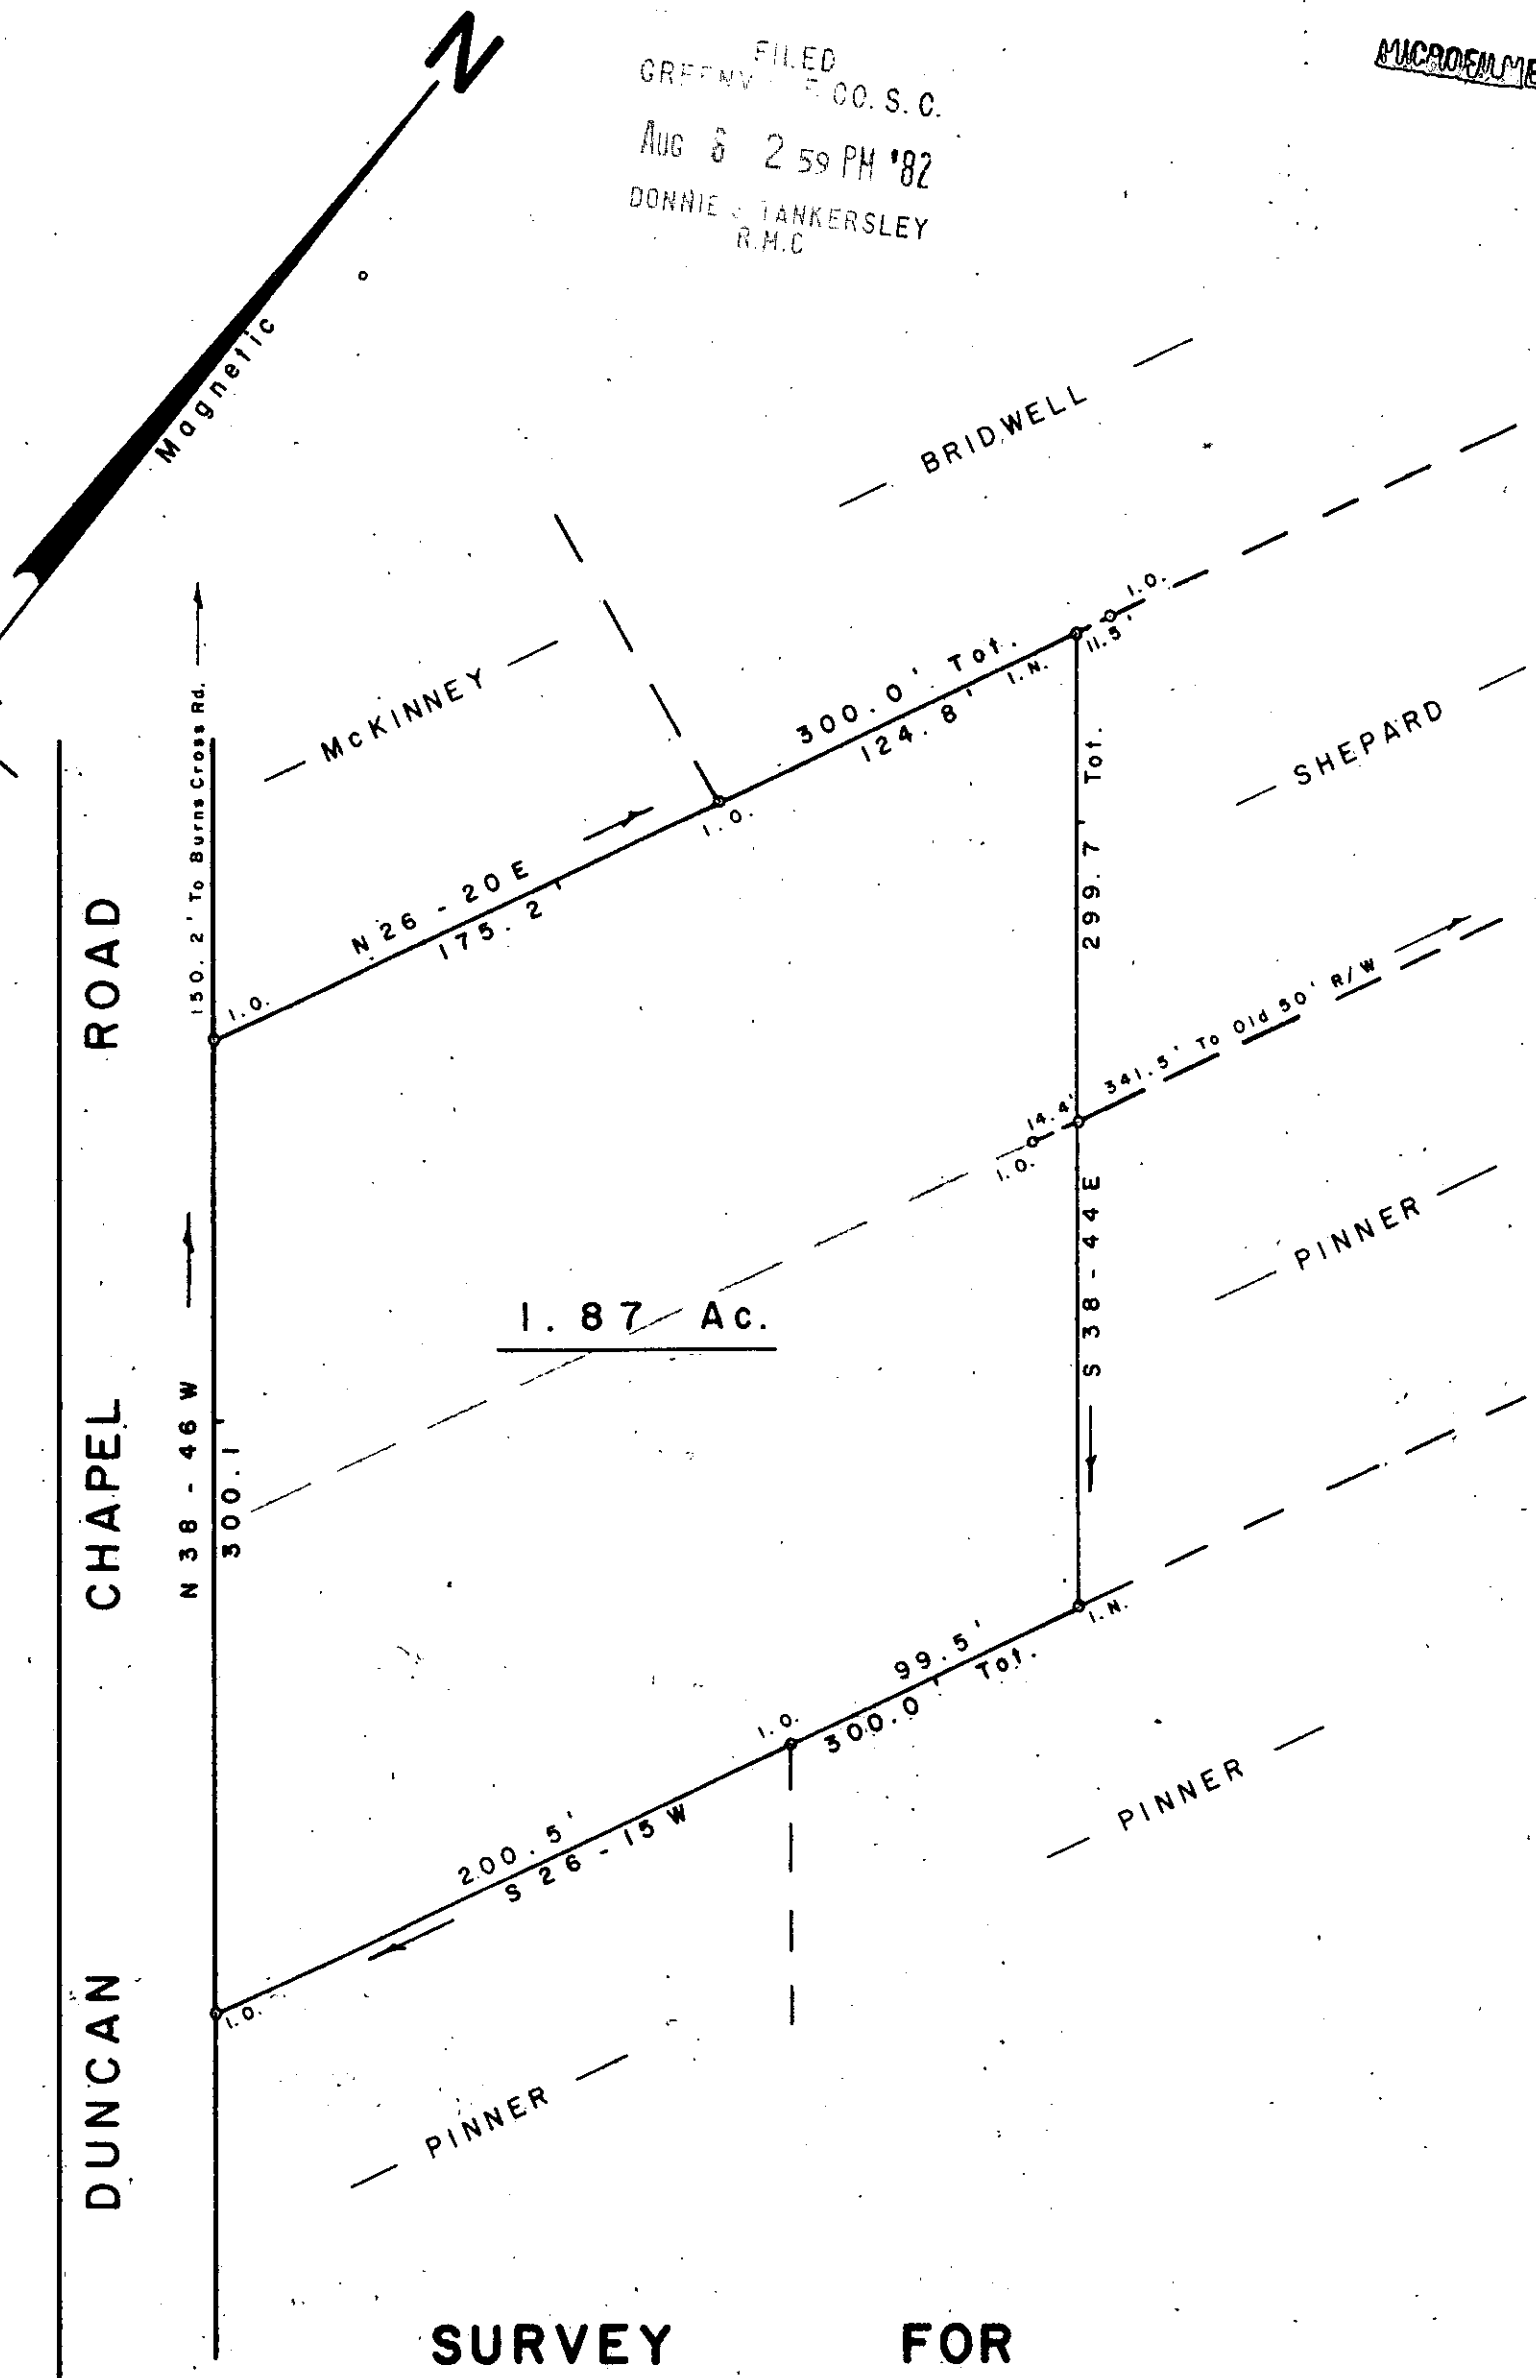 N
Magnetic
FILED
CO. S. C.
Aug 2 59 PM '82
DONNIE TANKERSLEY
R.M.C
BRIDWELL
McKINNEY
150.2' To Burns Cross Rd.
300.0' Tot.
124.8'
I.N.
11.5'
I.O.
SHEPARD
N 26 - 20 E
175.2'
I.O.
I.O.
299.7 Tot.
S 38 - 44 E
14.4'
I.O.
341.5' To Old 50' R/W
PINNER
1.87 Ac.
N 38 - 46 W
300.1
DUNCAN CHAPEL ROAD
99.5'
300.0' Tot.
I.N.
I.O.
200.5'
S 26 - 15 W
I.O.
PINNER
PINNER
SURVEY FOR